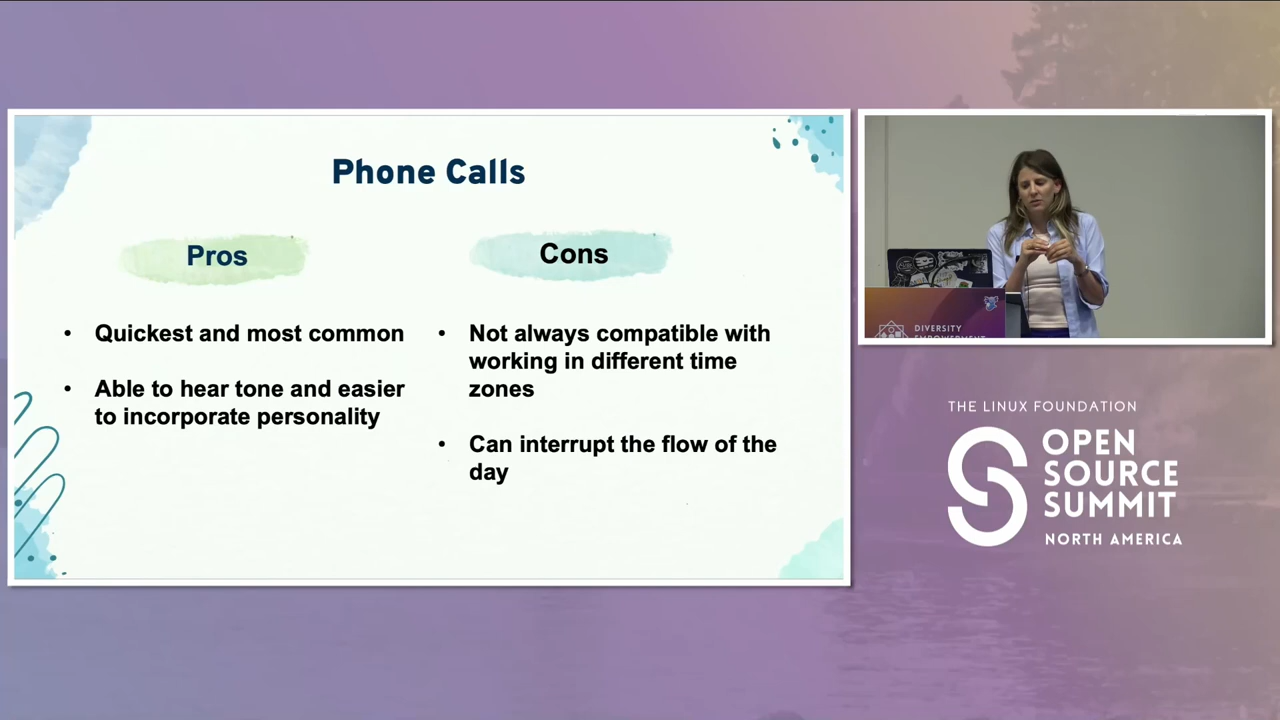 Phone Calls
Pros
Cons
• Quickest and most common
• Able to hear tone and easier
to incorporate personality
• Not always compatible with
working in different time
zones
• Can interrupt the flow of the
day
DIVERSITY
EMPOWERMENT
THE LINUX FOUNDATION
OPEN
SOURCE
SUMMIT
NORTH AMERICA